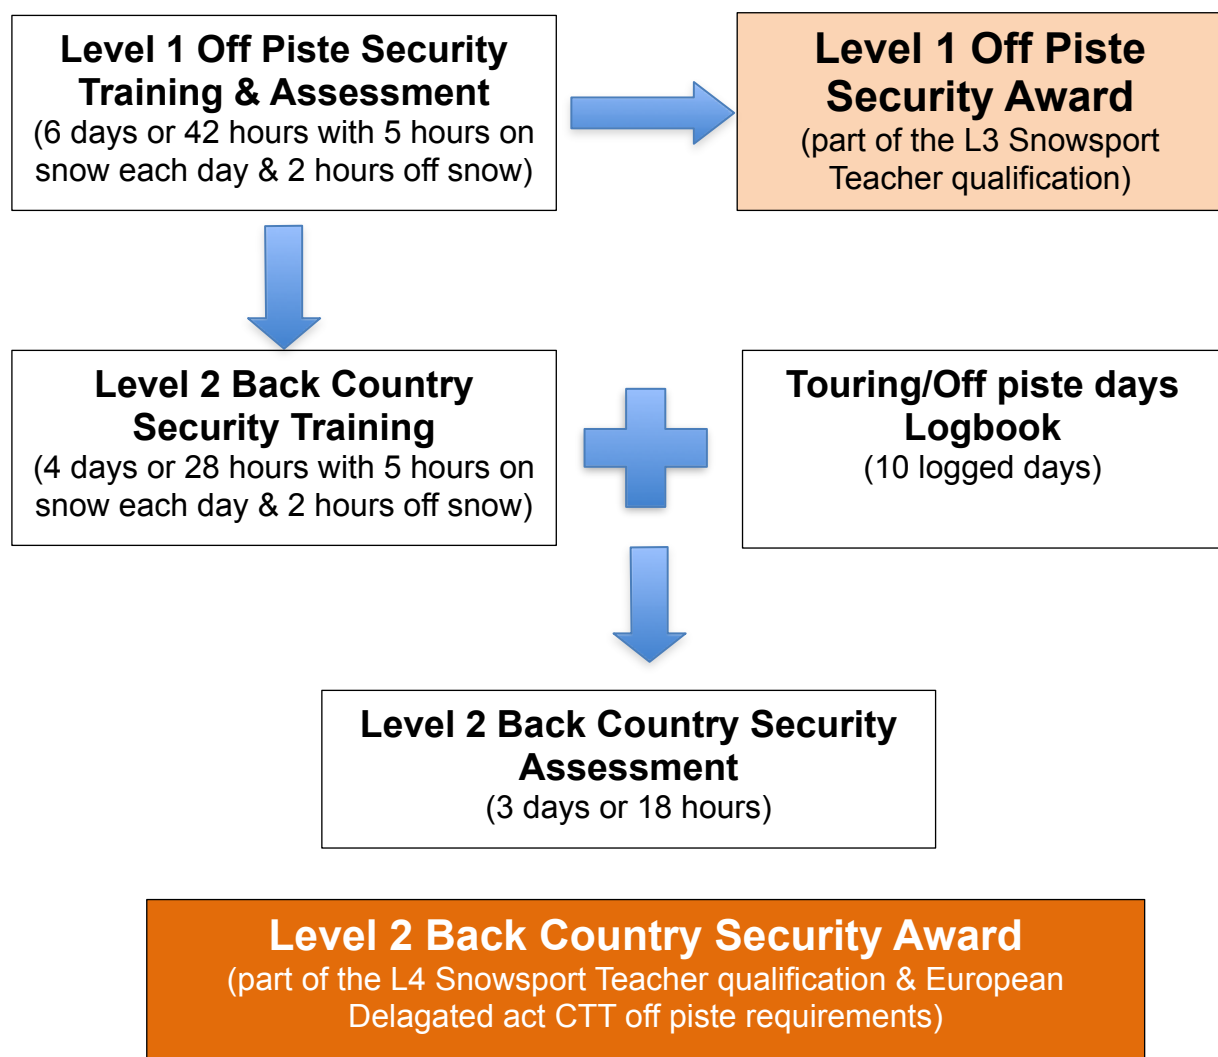 Level 1 Off Piste Security
Training & Assessment
(6 days or 42 hours with 5 hours on
snow each day & 2 hours off snow)
Level 1 Off Piste
Security Award
(part of the L3 Snowsport
Teacher qualification)
Level 2 Back Country
Security Training
(4 days or 28 hours with 5 hours on
snow each day & 2 hours off snow)
Touring/Off piste days
Logbook
(10 logged days)
Level 2 Back Country Security
Assessment
(3 days or 18 hours)
Level 2 Back Country Security Award
(part of the L4 Snowsport Teacher qualification & European
Delagated act CTT off piste requirements)